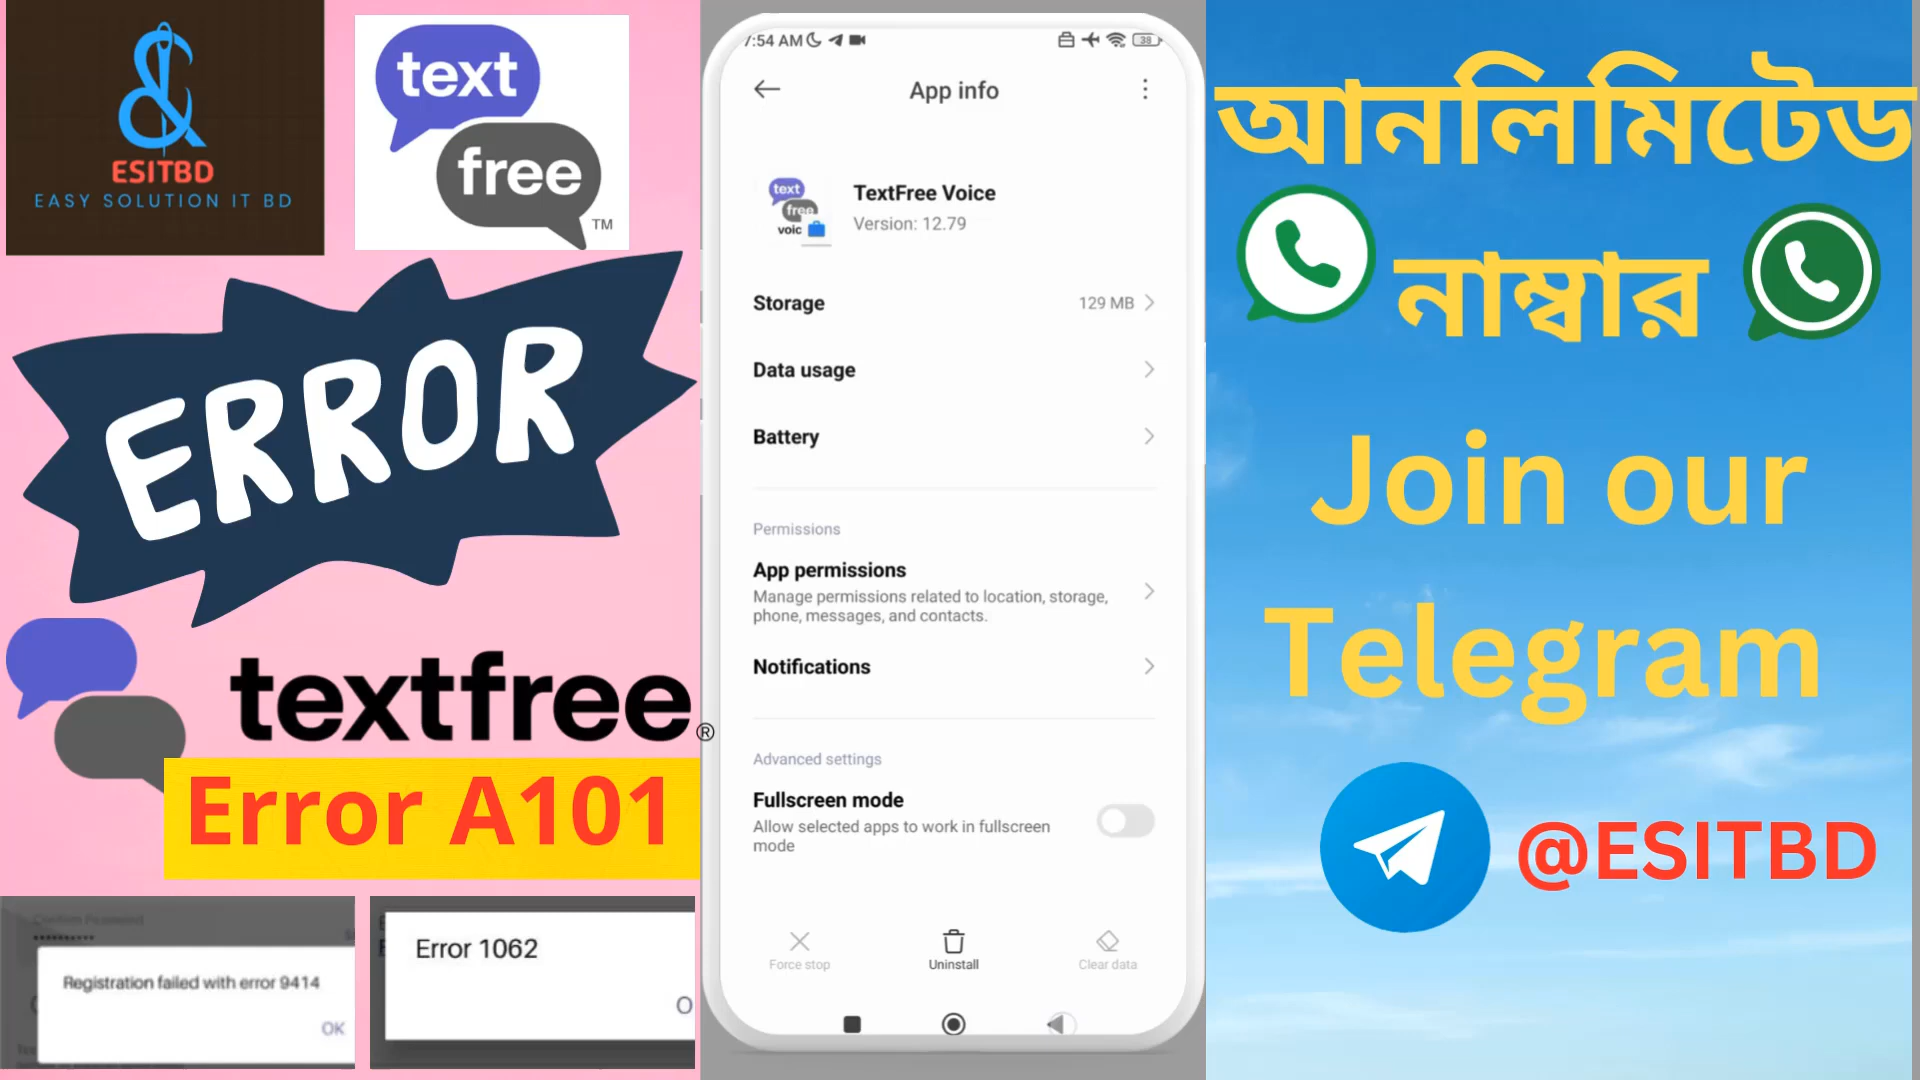 ESITBD
EASY SOLUTION IT BD
text
free
TM
ERROR
textfree
®
Error A101
Confirm Password
Registration failed with error 9414
OK
Error 1062
O
7:54 AM
38
App info
text
free
voic
TextFree Voice
Version: 12.79
Storage
129 MB
Data usage
Battery
Permissions
App permissions
Manage permissions related to location, storage,
phone, messages, and contacts.
Notifications
Advanced settings
Fullscreen mode
Allow selected apps to work in fullscreen
mode
Force stop
Uninstall
Clear data
আনলিমিটেড
নাম্বার
Join our
Telegram
@ESITBD